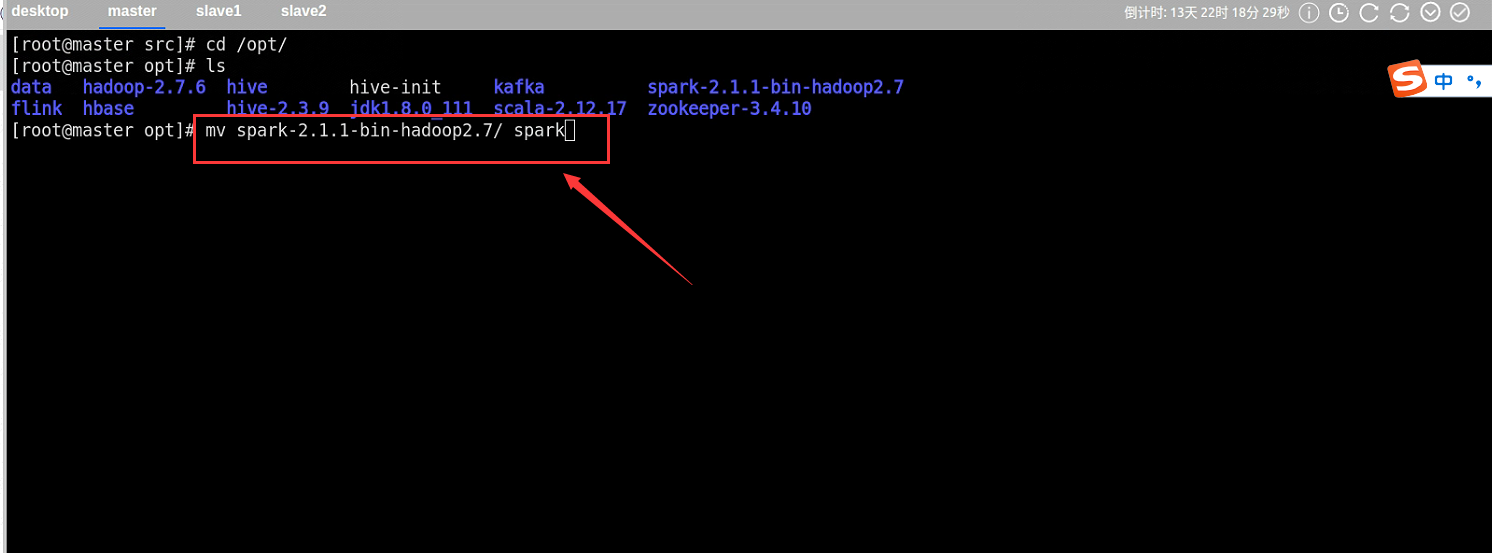 desktop master slave1 slave2 倒计时: 13天 22时 18分 29秒
[root@master src]# cd /opt/
[root@master opt]# ls
data hadoop-2.7.6 hive hive-init kafka spark-2.1.1-bin-hadoop2.7
flink hbase hive-2.3.9 jdk1.8.0_111 scala-2.12.17 zookeeper-3.4.10
[root@master opt]# mv spark-2.1.1-bin-hadoop2.7/ spark
S 中 °,